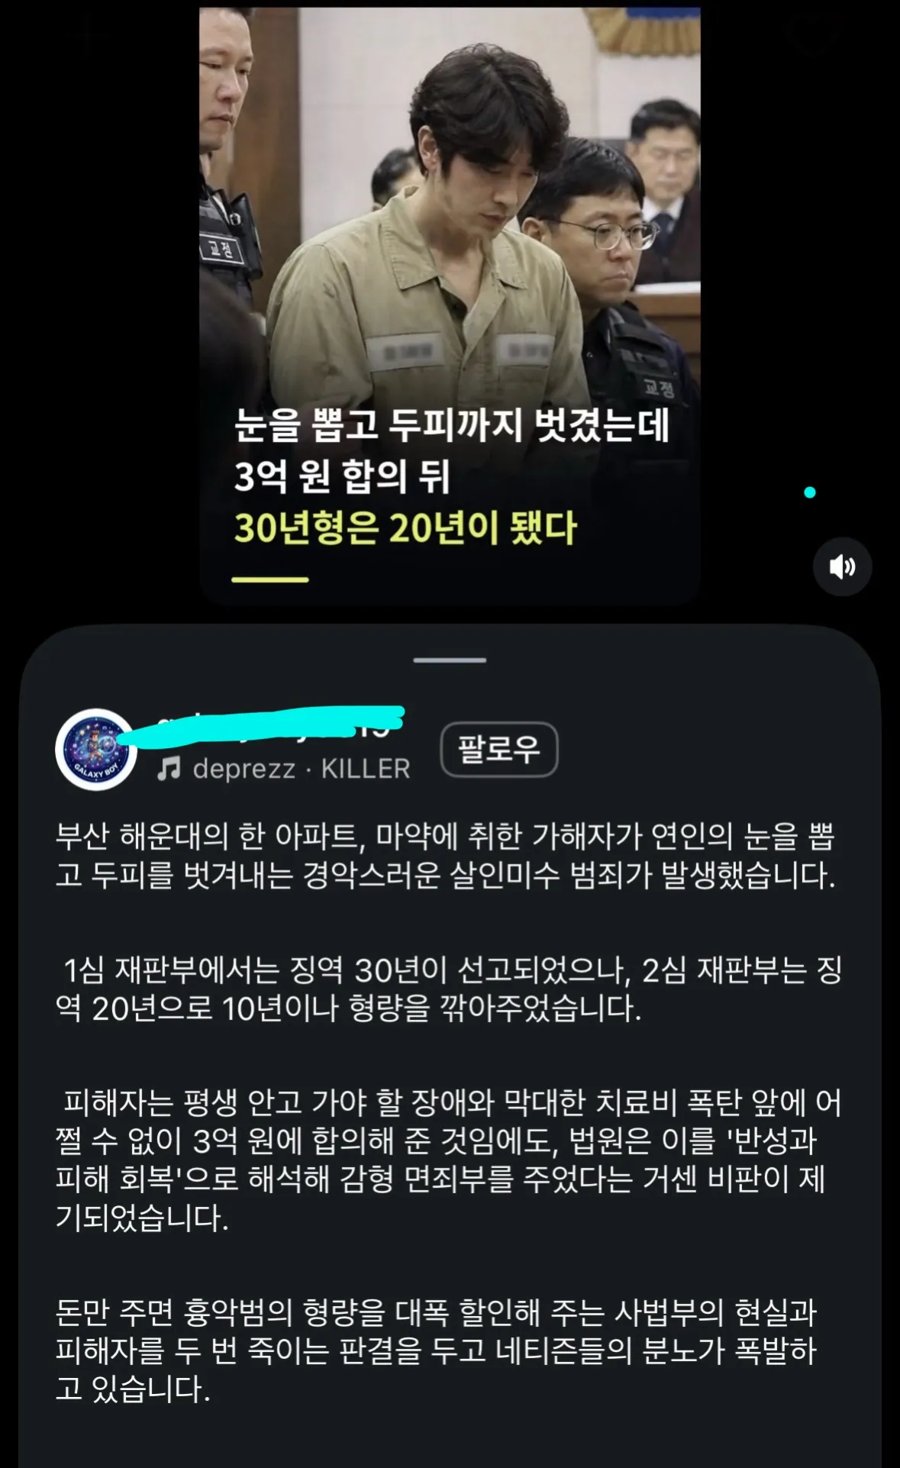 교정
교정
눈을 뽑고 두피까지 벗겼는데
3억 원 합의 뒤
30년형은 20년이 됐다
GALAXY BOY
deprezz · KILLER
팔로우
부산 해운대의 한 아파트, 마약에 취한 가해자가 연인의 눈을 뽑
고 두피를 벗겨내는 경악스러운 살인미수 범죄가 발생했습니다.
1심 재판부에서는 징역 30년이 선고되었으나, 2심 재판부는 징
역 20년으로 10년이나 형량을 깎아주었습니다.
피해자는 평생 안고 가야 할 장애와 막대한 치료비 폭탄 앞에 어
쩔 수 없이 3억 원에 합의해 준 것임에도, 법원은 이를 '반성과
피해 회복'으로 해석해 감형 면죄부를 주었다는 거센 비판이 제
기되었습니다.
돈만 주면 흉악범의 형량을 대폭 할인해 주는 사법부의 현실과
피해자를 두 번 죽이는 판결을 두고 네티즌들의 분노가 폭발하
고 있습니다.